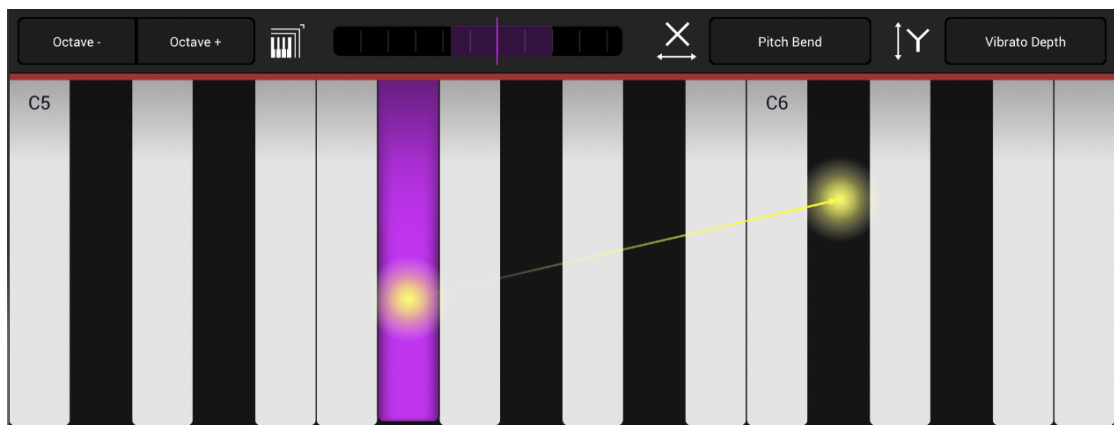 Octave -
Octave +
X
Pitch Bend
Y
Vibrato Depth
C5
C6